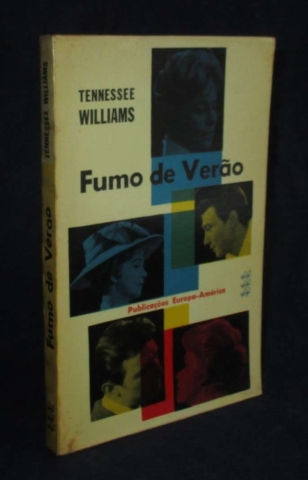 TENNESSEE
WILLIAMS
Fumo de Verão
Publicações Europa-América
TENNESSEE WILLIAMS
Fumo de Verão